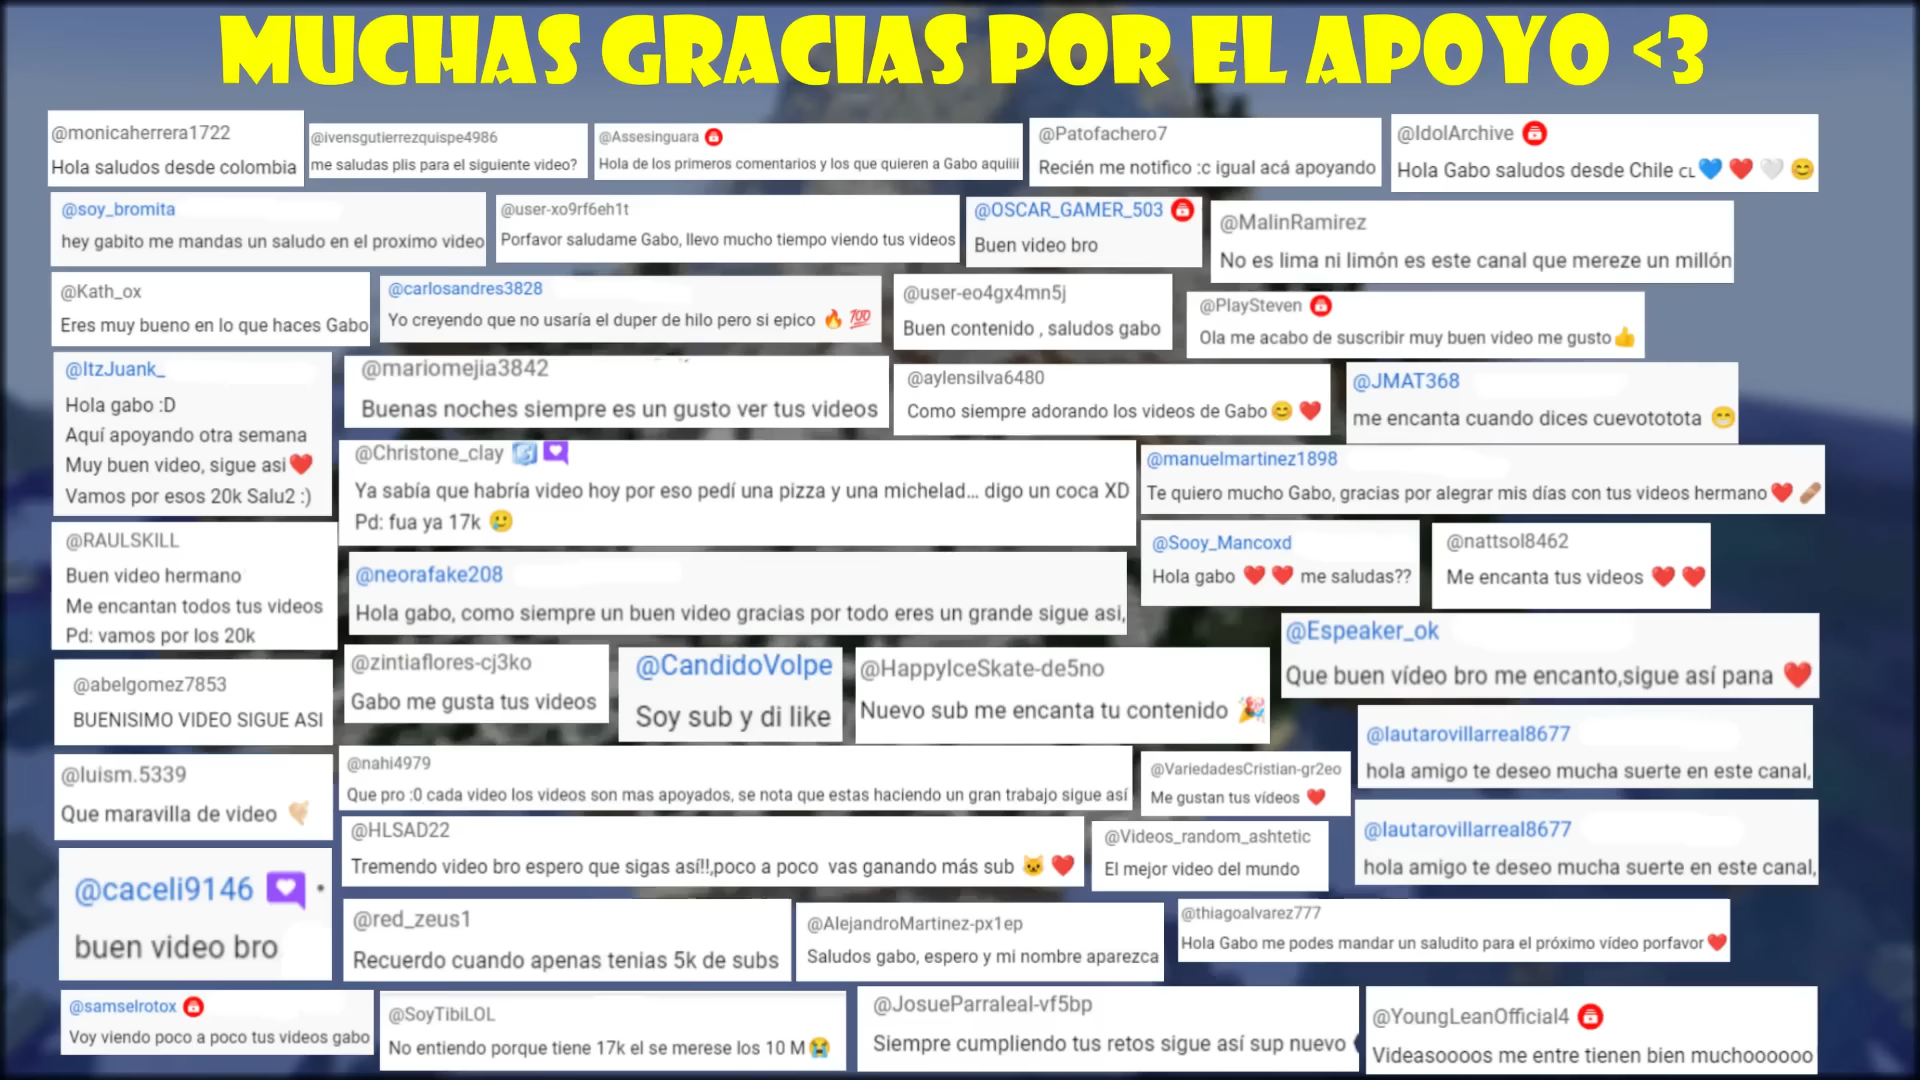 MUCHAS GRACIAS POR EL APOYO <3
@monicaherrera1722
Hola saludos desde colombia
@ivensgutierrezquispe4986
me saludas plis para el siguiente video?
@Assesinguara
Hola de los primeros comentarios y los que quieren a Gabo aquiiii
@Patofachero7
Recién me notifico :c igual acá apoyando
@IdolArchive
Hola Gabo saludos desde Chile CL💙 ❤️ 🤍 😊
@soy_bromita
hey gabito me mandas un saludo en el proximo video
@user-xo9rf6eh1t
Porfavor saludame Gabo, llevo mucho tiempo viendo tus videos
@OSCAR_GAMER_503
Buen video bro
@MalinRamirez
No es lima ni limón es este canal que mereze un millón
@Kath_ox
Eres muy bueno en lo que haces Gabo
@carlosandres3828
Yo creyendo que no usaría el duper de hilo pero si epico 🔥 💯
@user-eo4gx4mn5j
Buen contenido , saludos gabo
@PlaySteven
Ola me acabo de suscribir muy buen video me gusto👍
@ItzJuank_
Hola gabo :D
Aquí apoyando otra semana
Muy buen video, sigue asi❤️
Vamos por esos 20k Salu2 :)
@mariomejia3842
Buenas noches siempre es un gusto ver tus videos
@aylensilva6480
Como siempre adorando los videos de Gabo😊 ❤️
@JMAT368
me encanta cuando dices cuevototota 😁
@Christone_clay
Ya sabía que habría video hoy por eso pedí una pizza y una michelad... digo un coca XD
Pd: fua ya 17k 🥲
@manuelmartinez1898
Te quiero mucho Gabo, gracias por alegrar mis días con tus videos hermano❤️ 🩹
@RAULSKILL
Buen video hermano
Me encantan todos tus videos
Pd: vamos por los 20k
@neorafake208
Hola gabo, como siempre un buen video gracias por todo eres un grande sigue asi,
@Sooy_Mancoxd
Hola gabo ❤️ ❤️ me saludas??
@nattsol8462
Me encanta tus videos ❤️ ❤️
@abelgomez7853
BUENISIMO VIDEO SIGUE ASI
@zintiaflores-cj3ko
Gabo me gusta tus videos
@CandidoVolpe
Soy sub y di like
@HappyIceSkate-de5no
Nuevo sub me encanta tu contenido 🎉
@Espeaker_ok
Que buen vídeo bro me encanto,sigue así pana ❤️
@lautarovillarreal8677
hola amigo te deseo mucha suerte en este canal,
@luism.5339
Que maravilla de video 🫰🏻
@nahi4979
Que pro :0 cada video los videos son mas apoyados, se nota que estas haciendo un gran trabajo sigue así
@VariedadesCristian-gr2eo
Me gustan tus vídeos ❤️
@lautarovillarreal8677
hola amigo te deseo mucha suerte en este canal,
@HLSAD22
Tremendo video bro espero que sigas así!!,poco a poco vas ganando más sub 🐱 ❤️
@Videos_random_ashtetic
El mejor video del mundo
@caceli9146
buen video bro
@red_zeus1
Recuerdo cuando apenas tenias 5k de subs
@AlejandroMartinez-px1ep
Saludos gabo, espero y mi nombre aparezca
@thiagoalvarez777
Hola Gabo me podes mandar un saludito para el próximo vídeo porfavor❤️
@samselrotox
Voy viendo poco a poco tus videos gabo
@SoyTibiLOL
No entiendo porque tiene 17k el se merese los 10 M😭
@JosueParraleal-vf5bp
Siempre cumpliendo tus retos sigue así sup nuevo
@YoungLeanOfficial4
Videasoooos me entre tienen bien muchoooooo